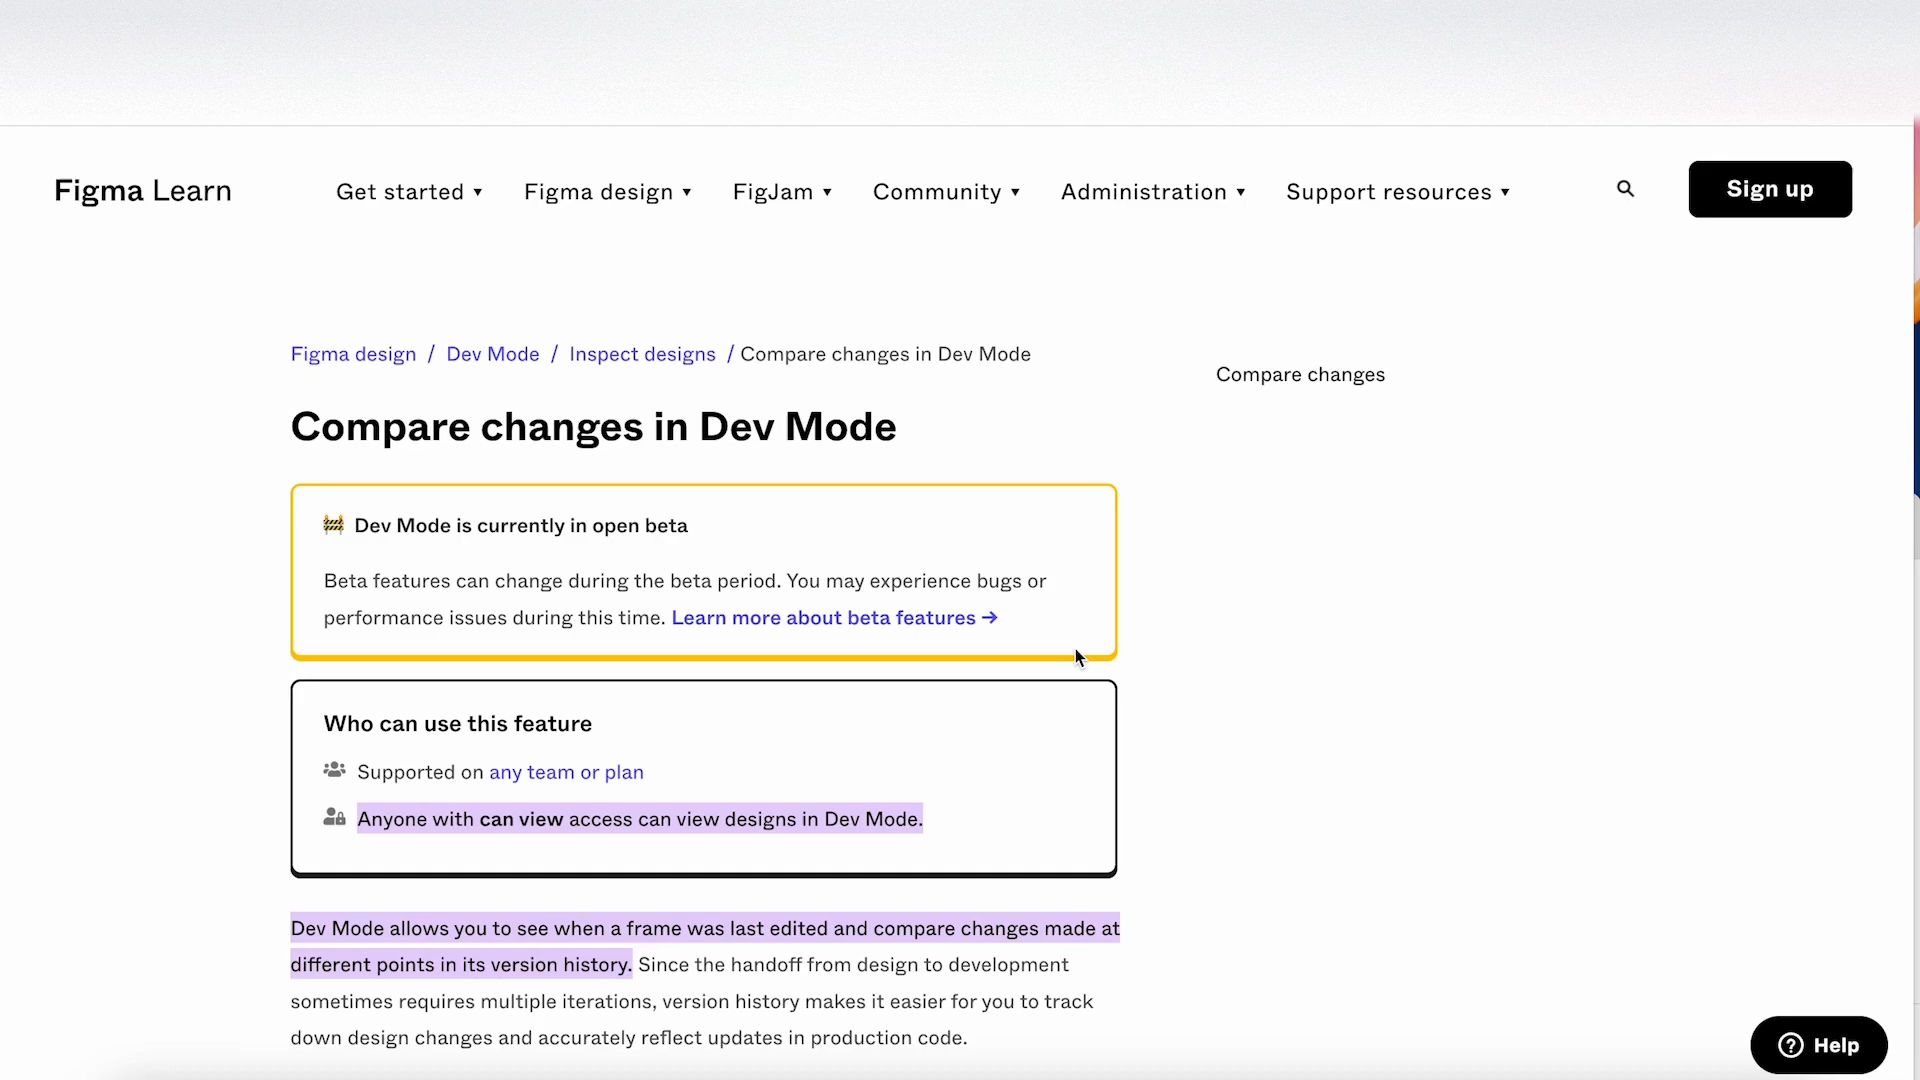 Figma Learn
Get started ▾ Figma design ▾ FigJam ▾ Community ▾ Administration ▾ Support resources ▾
Sign up
Figma design / Dev Mode / Inspect designs / Compare changes in Dev Mode
Compare changes
Compare changes in Dev Mode
🚧 Dev Mode is currently in open beta
Beta features can change during the beta period. You may experience bugs or
performance issues during this time. Learn more about beta features →
Who can use this feature
Supported on any team or plan
Anyone with can view access can view designs in Dev Mode.
Dev Mode allows you to see when a frame was last edited and compare changes made at
different points in its version history. Since the handoff from design to development
sometimes requires multiple iterations, version history makes it easier for you to track
down design changes and accurately reflect updates in production code.
Help